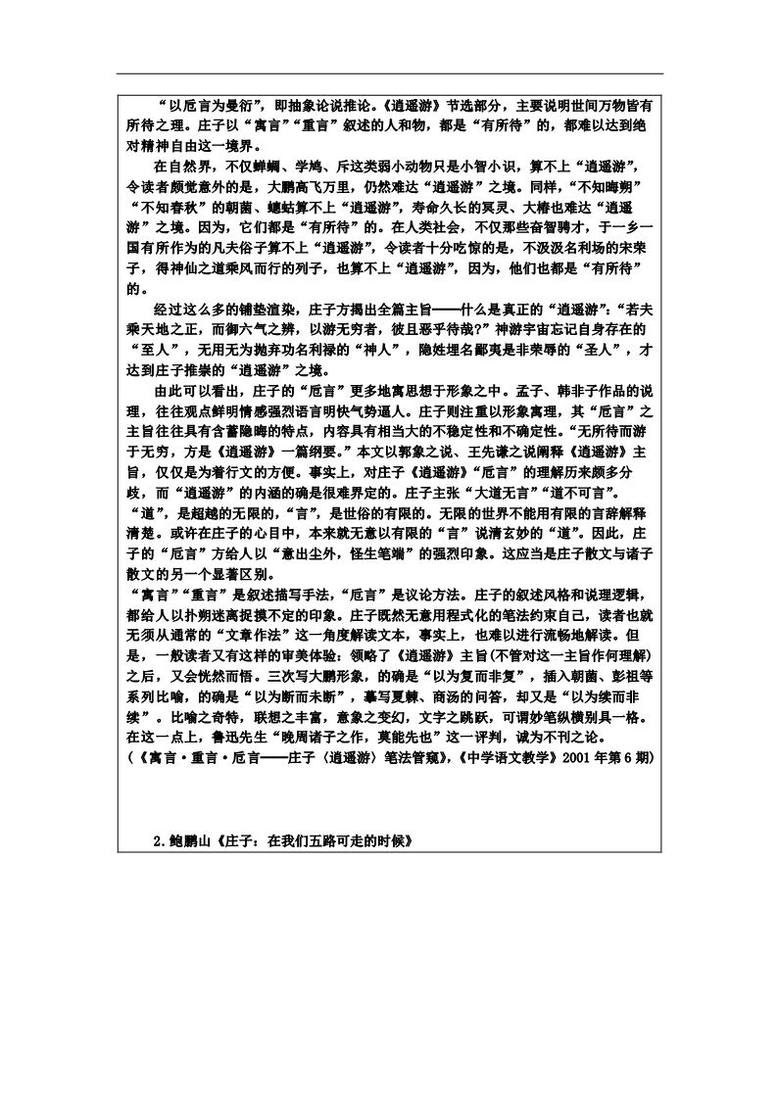 “以卮言为曼衍”，即抽象论说推论。《逍遥游》节选部分，主要说明世间万物皆有
所待之理。庄子以“寓言”“重言”叙述的人和物，都是“有所待”的，都难以达到绝
对精神自由这一境界。
在自然界，不仅蝉蜩、学鸠、斥这类弱小动物只是小智小识，算不上“逍遥游”，
令读者颇觉意外的是，大鹏高飞万里，仍然难达“逍遥游”之境。同样，“不知晦朔”
“不知春秋”的朝菌、蟪蛄算不上“逍遥游”，寿命久长的冥灵、大椿也难达“逍遥
游”之境。因为，它们都是“有所待”的。在人类社会，不仅那些奋智骋才，于一乡一
国有所作为的凡夫俗子算不上“逍遥游”，令读者十分吃惊的是，不汲汲名利场的宋荣
子，得神仙之道乘风而行的列子，也算不上“逍遥游”，因为，他们也都是“有所待”
的。
经过这么多的铺垫渲染，庄子方揭出全篇主旨——什么是真正的“逍遥游”：“若夫
乘天地之正，而御六气之辨，以游无穷者，彼且恶乎待哉?”神游宇宙忘记自身存在的
“至人”，无用无为抛弃功名利禄的“神人”，隐姓埋名鄙夷是非荣辱的“圣人”，才
达到庄子推崇的“逍遥游”之境。
由此可以看出，庄子的“卮言”更多地寓思想于形象之中。孟子、韩非子作品的说
理，往往观点鲜明情感强烈语言明快气势逼人。庄子则注重以形象寓理，其“卮言”之
主旨往往具有含蓄隐晦的特点，内容具有相当大的不稳定性和不确定性。“无所待而游
于无穷，方是《逍遥游》一篇纲要。”本文以郭象之说、王先谦之说阐释《逍遥游》主
旨，仅仅是为着行文的方便。事实上，对庄子《逍遥游》“卮言”的理解历来颇多分
歧，而“逍遥游”的内涵的确是很难界定的。庄子主张“大道无言”“道不可言”。
“道”，是超越的无限的，“言”，是世俗的有限的。无限的世界不能用有限的言辞解释
清楚。或许在庄子的心目中，本来就无意以有限的“言”说清玄妙的“道”。因此，庄
子的“卮言”方给人以“意出尘外，怪生笔端”的强烈印象。这应当是庄子散文与诸子
散文的另一个显著区别。
“寓言”“重言”是叙述描写手法，“卮言”是议论方法。庄子的叙述风格和说理逻辑，
都给人以扑朔迷离捉摸不定的印象。庄子既然无意用程式化的笔法约束自己，读者也就
无须从通常的“文章作法”这一角度解读文本，事实上，也难以进行流畅地解读。但
是，一般读者又有这样的审美体验：领略了《逍遥游》主旨(不管对这一主旨作何理解)
之后，又会恍然而悟。三次写大鹏形象，的确是“以为复而非复”，插入朝菌、彭祖等
系列比喻，的确是“以为断而未断”，摹写夏棘、商汤的问答，却又是“以为续而非
续”。比喻之奇特，联想之丰富，意象之变幻，文字之跳跃，可谓妙笔纵横别具一格。
在这一点上，鲁迅先生“晚周诸子之作，莫能先也”这一评判，诚为不刊之论。
(《寓言·重言·卮言——庄子〈逍遥游〉笔法管窥》，《中学语文教学》2001 年第 6 期)
2.鲍鹏山《庄子：在我们五路可走的时候》